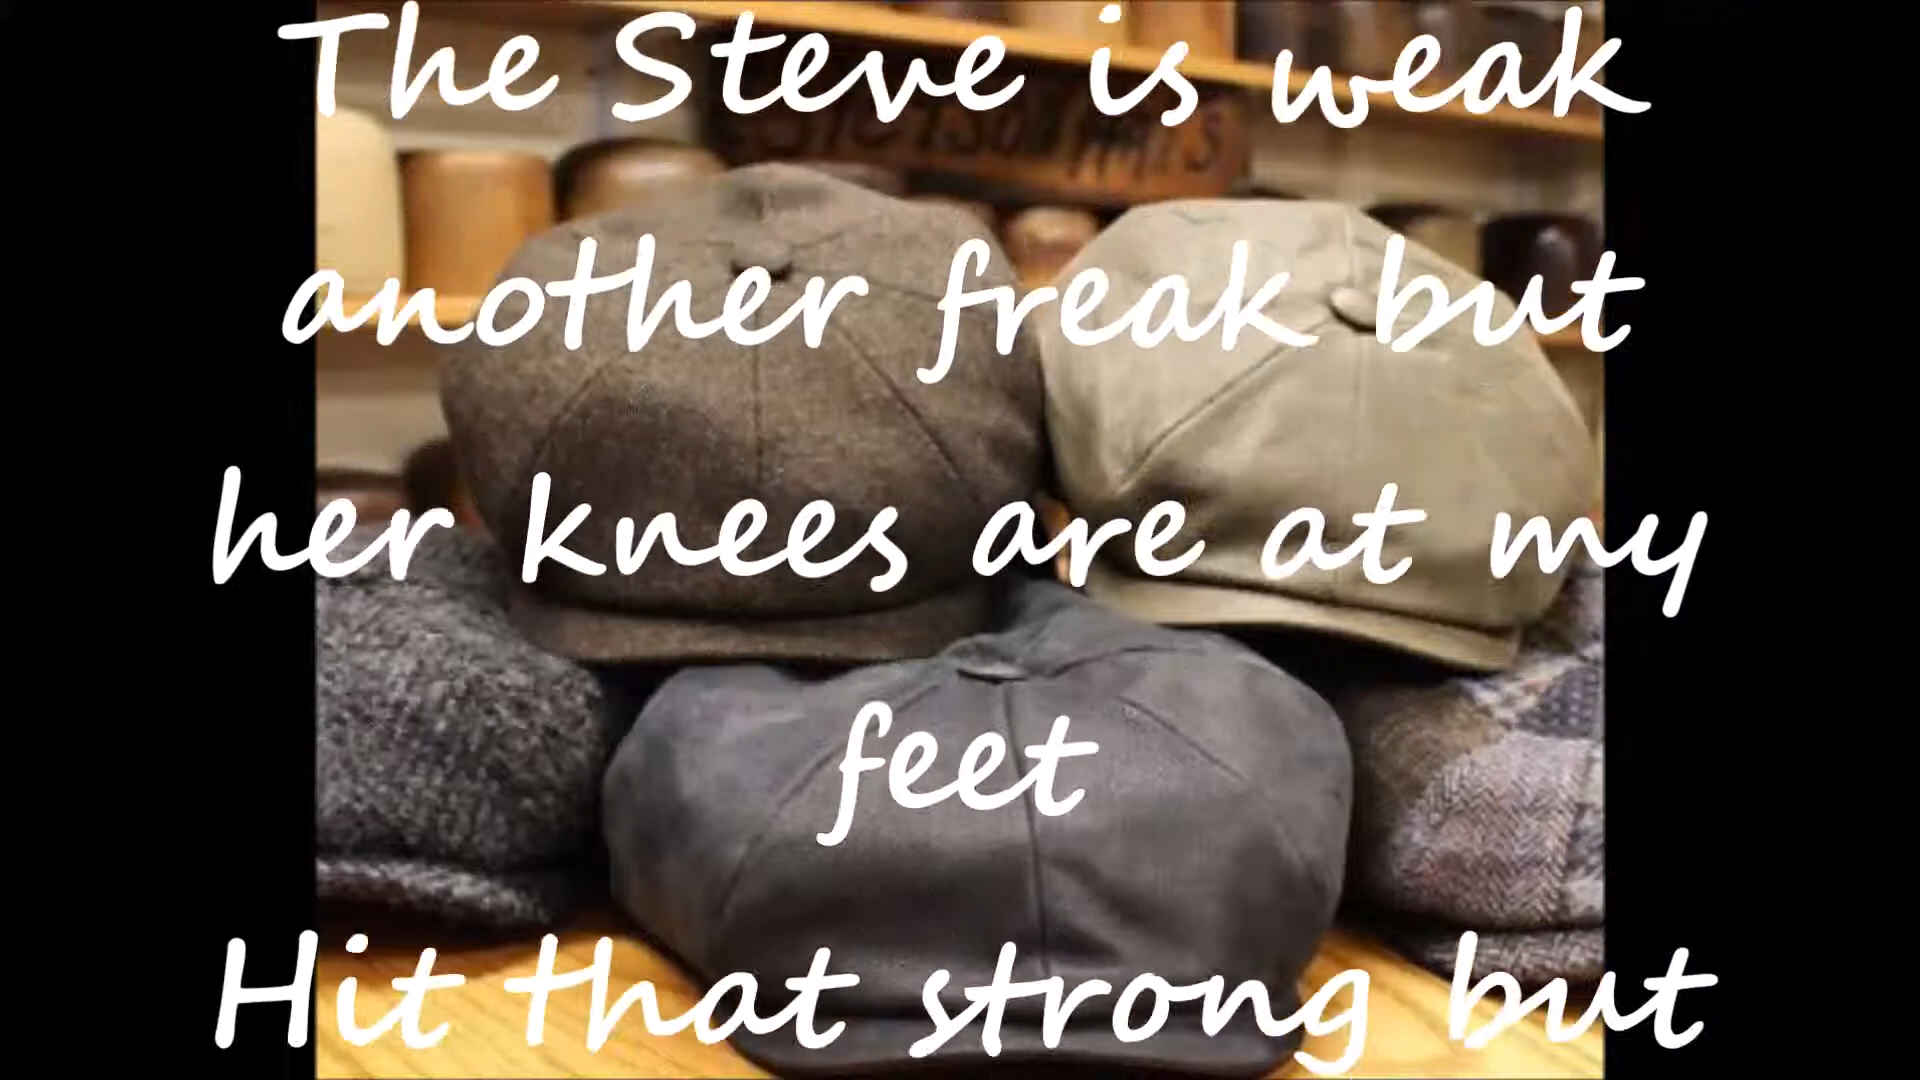 The Steve is weak
another freak but
her knees are at my
feet
Hit that strong but